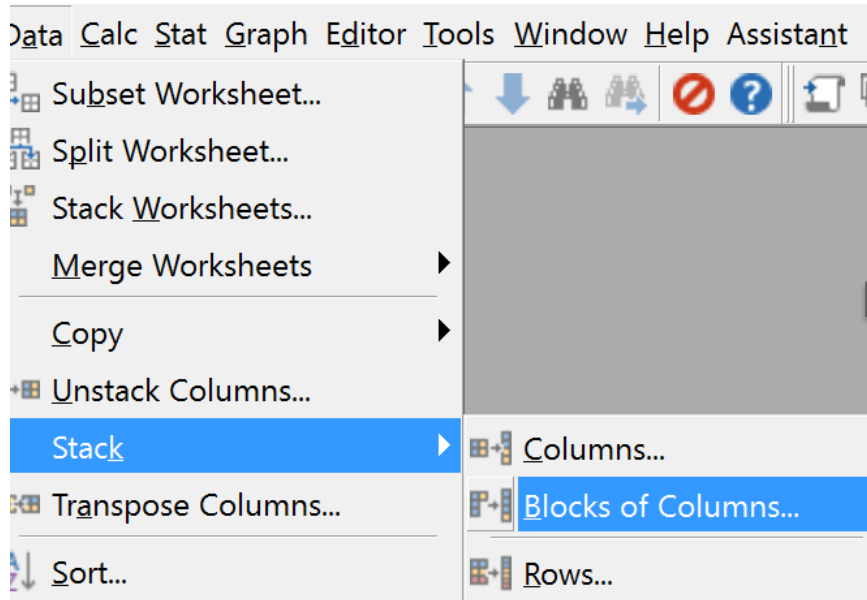 Data Calc Stat Graph Editor Tools Window Help Assistant
Subset Worksheet...
Split Worksheet...
Stack Worksheets...
Merge Worksheets
Copy
Unstack Columns...
Stack
Transpose Columns...
Sort...
Columns...
Blocks of Columns...
Rows...